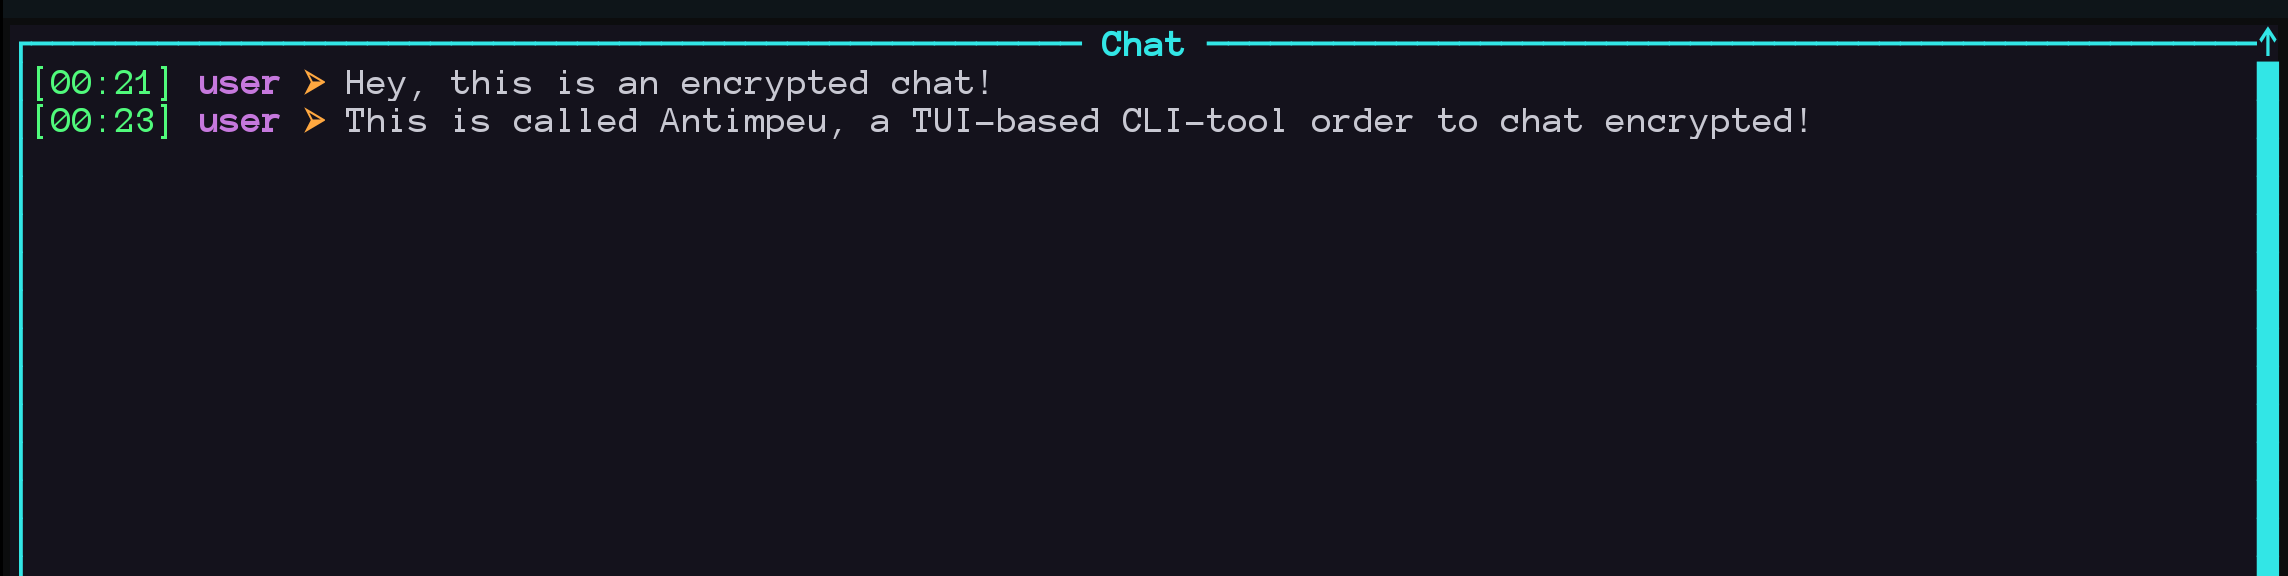 Chat
[00:21] user ➤ Hey, this is an encrypted chat!
[00:23] user ➤ This is called Antimpeu, a TUI-based CLI-tool order to chat encrypted!